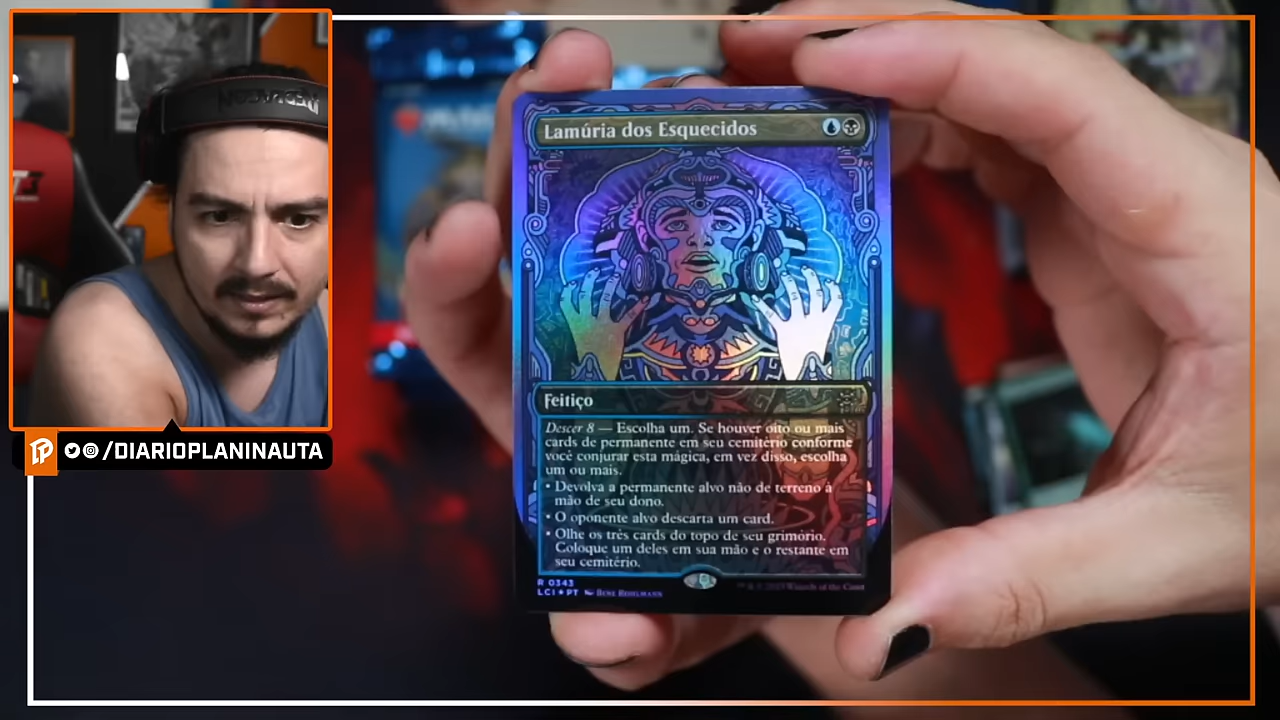 /DIARIOPLANINAUTA
Lamúria dos Esquecidos
Feitiço
Descer 8 — Escolha um. Se houver oito ou mais
cards de permanente em seu cemitério conforme
você conjurar esta mágica, em vez disso, escolha
um ou mais.
• Devolva a permanente alvo não de terreno à
mão de seu dono.
• O oponente alvo descarta um card.
• Olhe os três cards do topo de seu grimório.
Coloque um deles em sua mão e o restante em
seu cemitério.
R 0343
LCI ★ PT